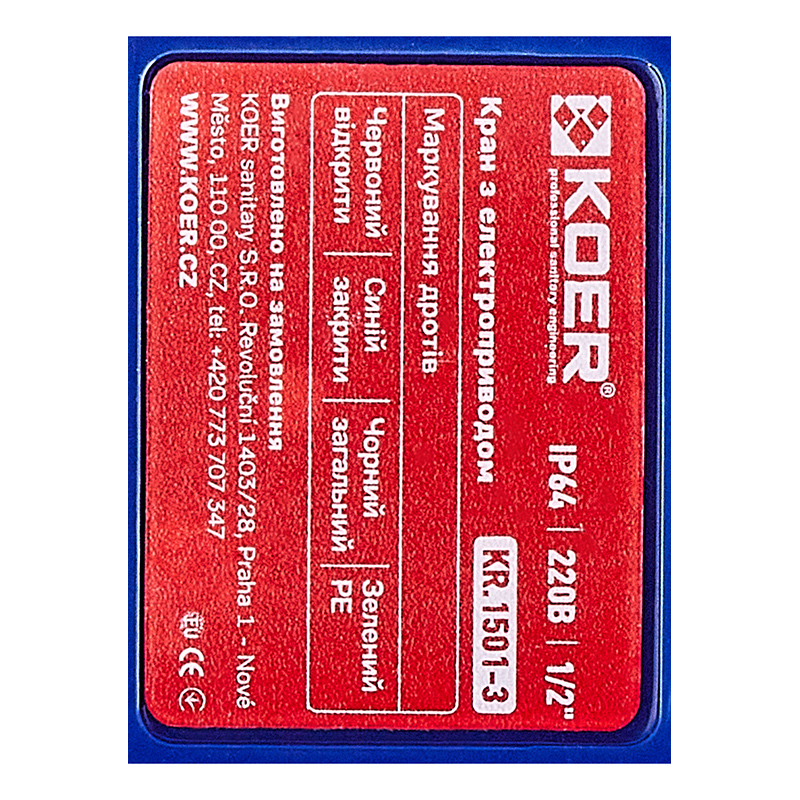 KOER®
professional sanitary engineering
IP64 | 220В | 1/2"
Кран з електроприводом KR.1501-3
Маркування дротів
Червоний відкрити
Синій закрити
Чорний загальний
Зелений PE
Виготовлено на замовлення
KOER sanitary S.R.O. Revoluční 1403/28, Praha 1 - Nové
Město, 110 00, CZ, tel: +420 773 707 347
WWW.KOER.CZ
CE